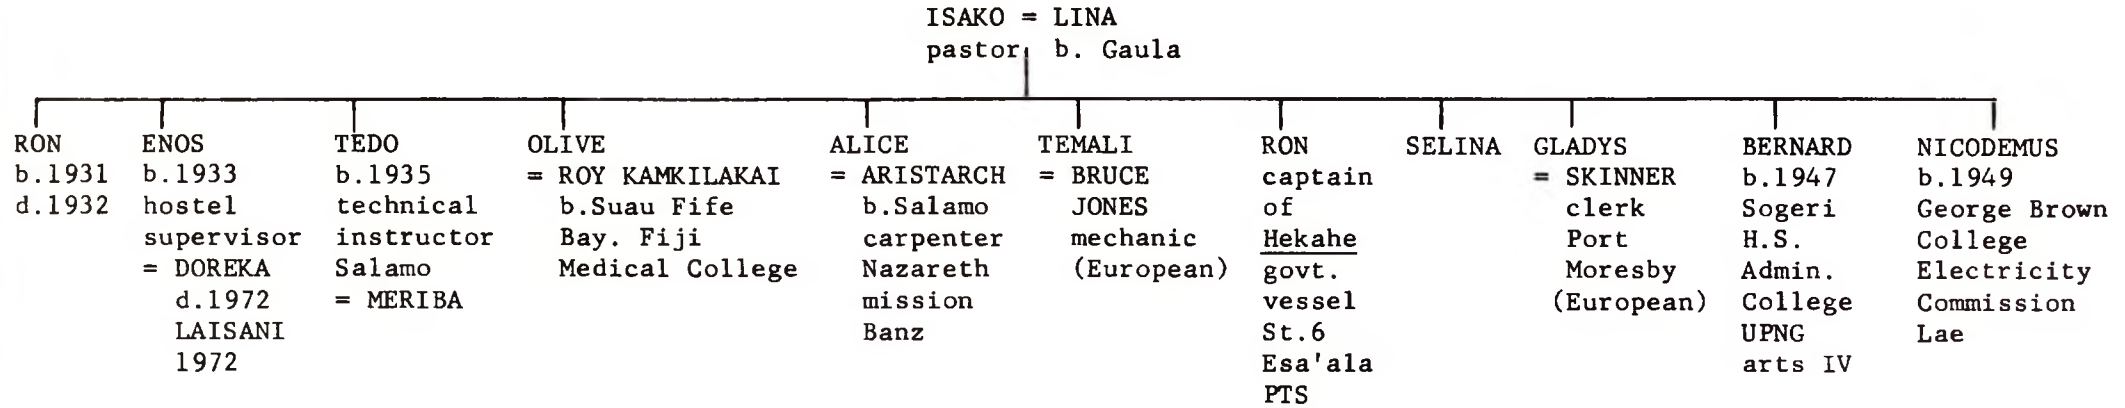 ISAKO = LINA
pastor b. Gaula
RON
b.1931
d.1932
ENOS
b.1933
hostel
supervisor
= DOREKA
d.1972
LAISANI
1972
TEDO
b.1935
technical
instructor
Salamo
= MERIBA
OLIVE
= ROY KAMKILAKAI
b.Suau Fife
Bay. Fiji
Medical College
ALICE
= ARISTARCH
b.Salamo
carpenter
Nazareth
mission
Banz
TEMALI
= BRUCE
JONES
mechanic
(European)
RON
captain
of
Hekahe
govt.
vessel
St.6
Esa'ala
PTS
SELINA
GLADYS
= SKINNER
clerk
Port
Moresby
(European)
BERNARD
b.1947
Sogeri
H.S.
Admin.
College
UPNG
arts IV
NICODEMUS
b.1949
George Brown
College
Electricity
Commission
Lae